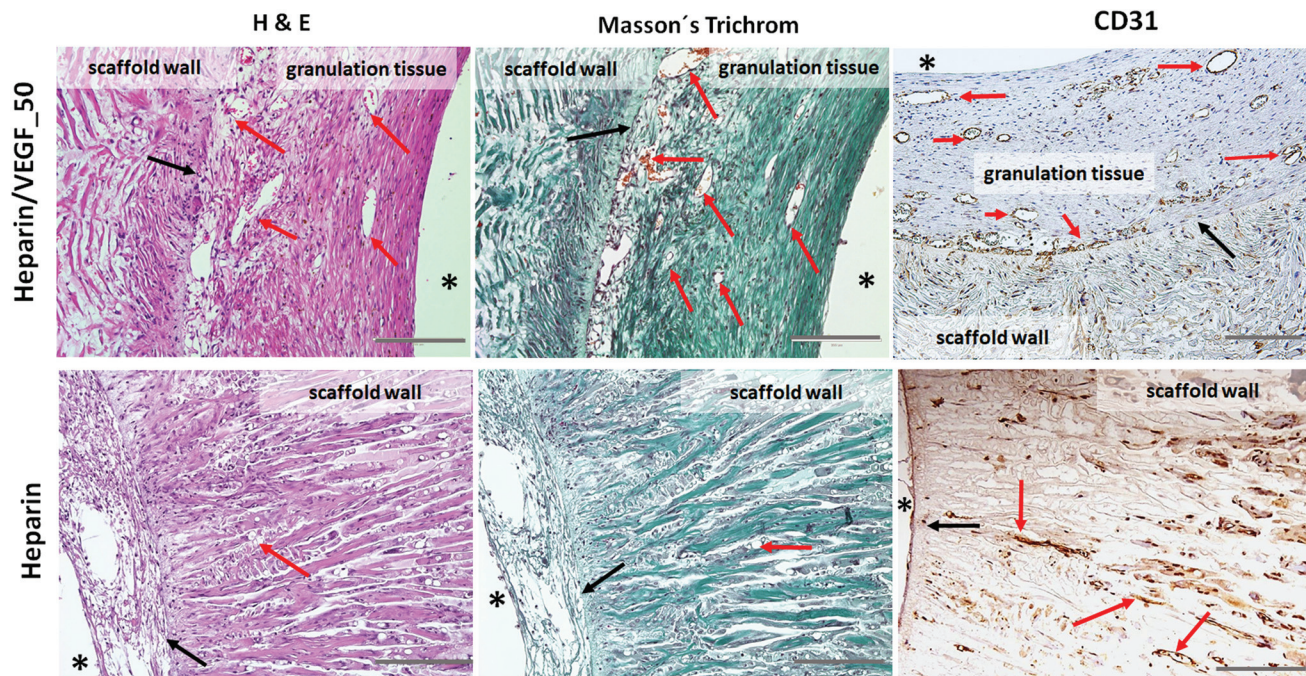 H & E
Masson´s Trichrom
CD31
Heparin/VEGF_50
scaffold wall
granulation tissue
*
scaffold wall
granulation tissue
*
*
granulation tissue
scaffold wall
Heparin
scaffold wall
*
scaffold wall
*
scaffold wall
*